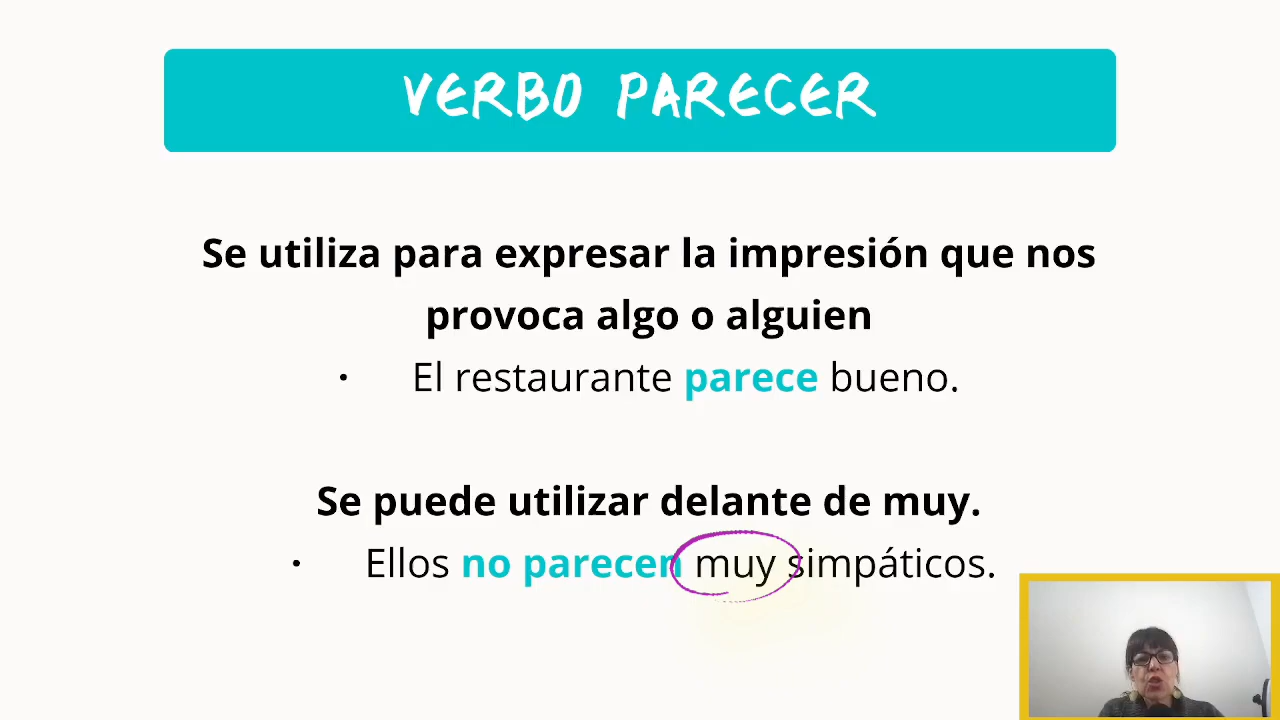 VERBO PARECER
Se utiliza para expresar la impresión que nos
provoca algo o alguien
· El restaurante parece bueno.
Se puede utilizar delante de muy.
· Ellos no parecen muy simpáticos.